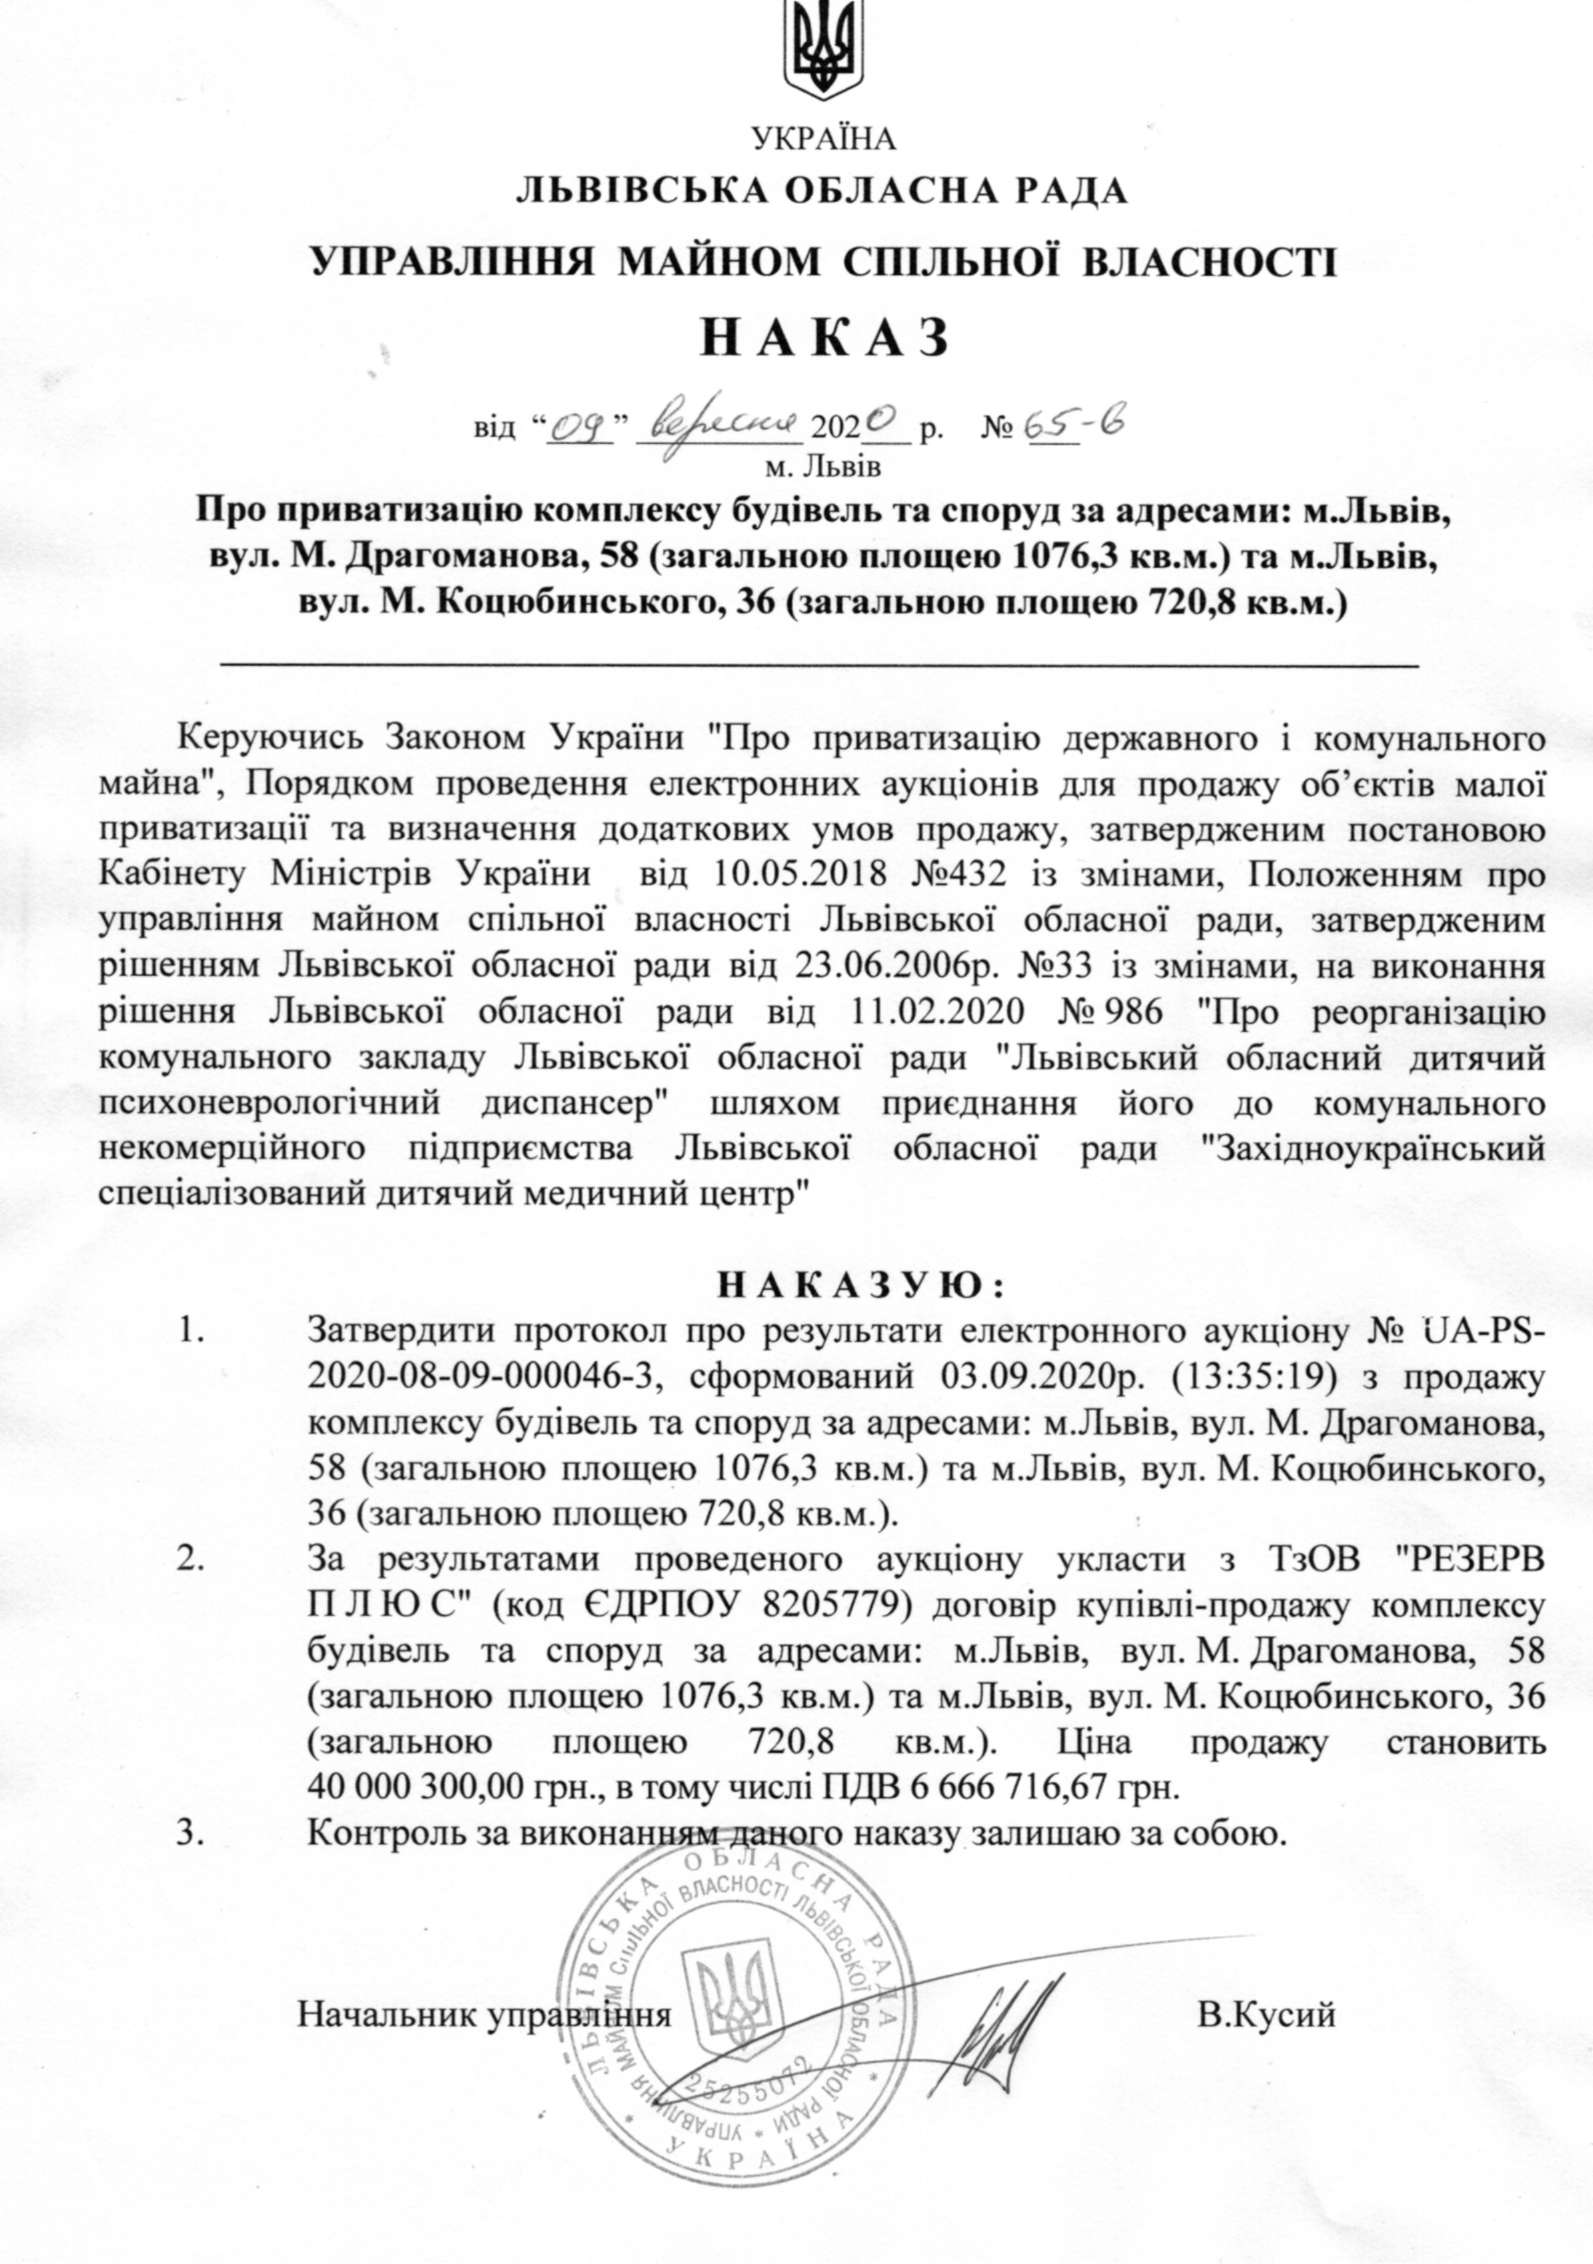 УКРАЇНА
ЛЬВІВСЬКА ОБЛАСНА РАДА
УПРАВЛІННЯ МАЙНОМ СПІЛЬНОЇ ВЛАСНОСТІ
Н А К А З
від “09” вересня 2020 р. № 65-в
м. Львів
Про приватизацію комплексу будівель та споруд за адресами: м.Львів,
вул. М. Драгоманова, 58 (загальною площею 1076,3 кв.м.) та м.Львів,
вул. М. Коцюбинського, 36 (загальною площею 720,8 кв.м.)
Керуючись Законом України "Про приватизацію державного і комунального
майна", Порядком проведення електронних аукціонів для продажу об’єктів малої
приватизації та визначення додаткових умов продажу, затвердженим постановою
Кабінету Міністрів України від 10.05.2018 №432 із змінами, Положенням про
управління майном спільної власності Львівської обласної ради, затвердженим
рішенням Львівської обласної ради від 23.06.2006р. №33 із змінами, на виконання
рішення Львівської обласної ради від 11.02.2020 № 986 "Про реорганізацію
комунального закладу Львівської обласної ради "Львівський обласний дитячий
психоневрологічний диспансер" шляхом приєднання його до комунального
некомерційного підприємства Львівської обласної ради "Західноукраїнський
спеціалізований дитячий медичний центр"
Н А К А З У Ю :
1. Затвердити протокол про результати електронного аукціону № UA-PS-
2020-08-09-000046-3, сформований 03.09.2020р. (13:35:19) з продажу
комплексу будівель та споруд за адресами: м.Львів, вул. М. Драгоманова,
58 (загальною площею 1076,3 кв.м.) та м.Львів, вул. М. Коцюбинського,
36 (загальною площею 720,8 кв.м.).
2. За результатами проведеного аукціону укласти з ТзОВ "РЕЗЕРВ
П Л Ю С" (код ЄДРПОУ 8205779) договір купівлі-продажу комплексу
будівель та споруд за адресами: м.Львів, вул. М. Драгоманова, 58
(загальною площею 1076,3 кв.м.) та м.Львів, вул. М. Коцюбинського, 36
(загальною площею 720,8 кв.м.). Ціна продажу становить
40 000 300,00 грн., в тому числі ПДВ 6 666 716,67 грн.
3. Контроль за виконанням даного наказу залишаю за собою.
Начальник управління В.Кусий
ЛЬВІВСЬКА ОБЛАСНА РАДА * УКРАЇНА *
УПРАВЛІННЯ МАЙНОМ СПІЛЬНОЇ ВЛАСНОСТІ ЛЬВІВСЬКОЇ ОБЛАСНОЇ РАДИ *
25255072